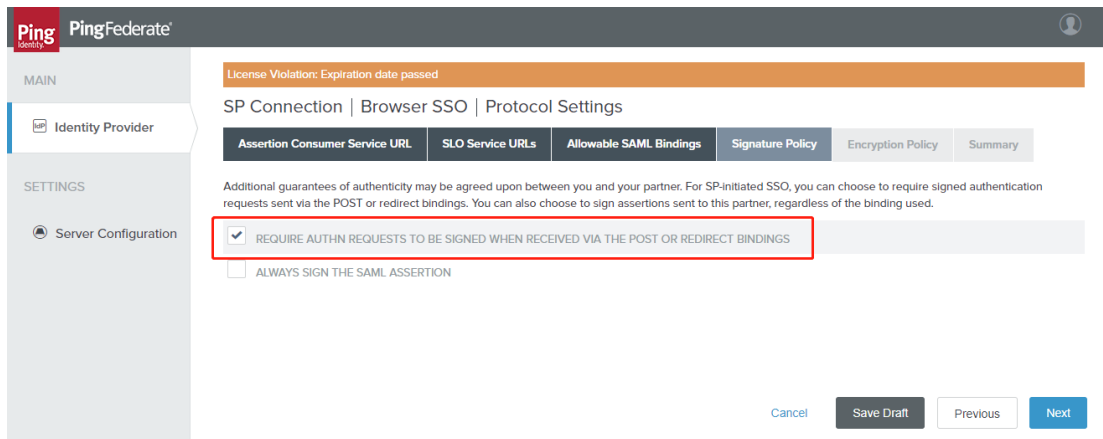 Ping
Identity.
PingFederate®
MAIN
IdP
Identity Provider
SETTINGS
Server Configuration
License Violation: Expiration date passed
SP Connection | Browser SSO | Protocol Settings
Assertion Consumer Service URL
SLO Service URLs
Allowable SAML Bindings
Signature Policy
Encryption Policy
Summary
Additional guarantees of authenticity may be agreed upon between you and your partner. For SP-initiated SSO, you can choose to require signed authentication
requests sent via the POST or redirect bindings. You can also choose to sign assertions sent to this partner, regardless of the binding used.
REQUIRE AUTHN REQUESTS TO BE SIGNED WHEN RECEIVED VIA THE POST OR REDIRECT BINDINGS
ALWAYS SIGN THE SAML ASSERTION
Cancel
Save Draft
Previous
Next